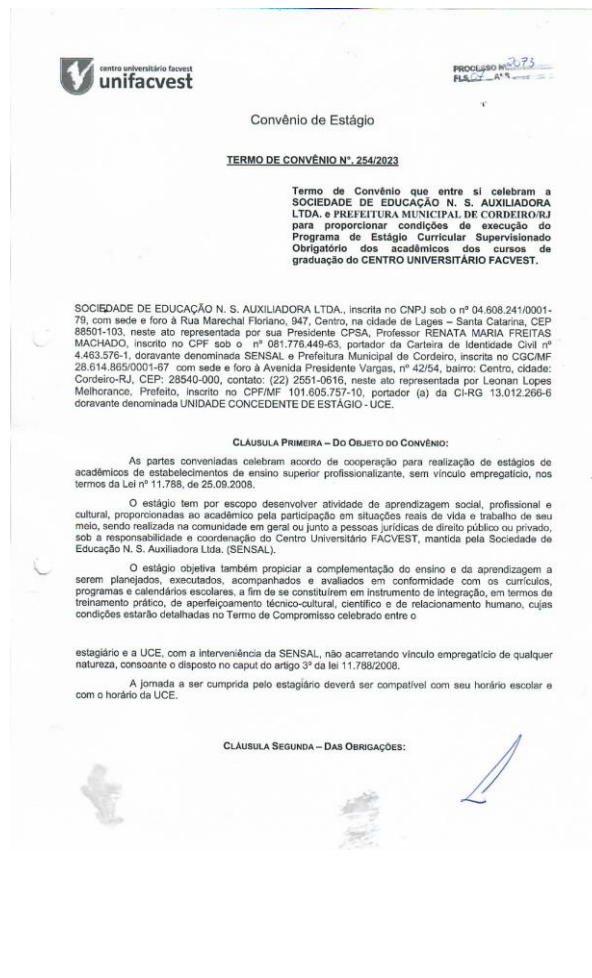 centro universitário facvest
unifacvest
PROCESSO Nº 2073
FLS. 07 Aª
Convênio de Estágio
TERMO DE CONVÊNIO Nº. 254/2023
Termo de Convênio que entre si celebram a
SOCIEDADE DE EDUCAÇÃO N. S. AUXILIADORA
LTDA. e PREFEITURA MUNICIPAL DE CORDEIRO/RJ
para proporcionar condições de execução do
Programa de Estágio Curricular Supervisionado
Obrigatório dos acadêmicos dos cursos de
graduação do CENTRO UNIVERSITÁRIO FACVEST.
SOCIEDADE DE EDUCAÇÃO N. S. AUXILIADORA LTDA., inscrita no CNPJ sob o nº 04.608.241/0001-
79, com sede e foro à Rua Marechal Floriano, 947, Centro, na cidade de Lages – Santa Catarina, CEP
88501-103, neste ato representada por sua Presidente CPSA, Professor RENATA MARIA FREITAS
MACHADO, inscrito no CPF sob o nº 081.776.449-63, portador da Carteira de Identidade Civil nº
4.463.576-1, doravante denominada SENSAL e Prefeitura Municipal de Cordeiro, inscrita no CGC/MF
28.614.865/0001-67 com sede e foro à Avenida Presidente Vargas, nº 42/54, bairro: Centro, cidade:
Cordeiro-RJ, CEP: 28540-000, contato: (22) 2551-0616, neste ato representada por Leonan Lopes
Melhorance, Prefeito, inscrito no CPF/MF 101.605.757-10, portador (a) da CI-RG 13.012.266-6
doravante denominada UNIDADE CONCEDENTE DE ESTÁGIO - UCE.
CLÁUSULA PRIMEIRA – DO OBJETO DO CONVÊNIO:
As partes conveniadas celebram acordo de cooperação para realização de estágios de
acadêmicos de estabelecimentos de ensino superior profissionalizante, sem vínculo empregatício, nos
termos da Lei nº 11.788, de 25.09.2008.
O estágio tem por escopo desenvolver atividade de aprendizagem social, profissional e
cultural, proporcionadas ao acadêmico pela participação em situações reais de vida e trabalho de seu
meio, sendo realizada na comunidade em geral ou junto a pessoas jurídicas de direito público ou privado,
sob a responsabilidade e coordenação do Centro Universitário FACVEST, mantida pela Sociedade de
Educação N. S. Auxiliadora Ltda. (SENSAL).
O estágio objetiva também propiciar a complementação do ensino e da aprendizagem a
serem planejados, executados, acompanhados e avaliados em conformidade com os currículos,
programas e calendários escolares, a fim de se constituírem em instrumento de integração, em termos de
treinamento prático, de aperfeiçoamento técnico-cultural, científico e de relacionamento humano, cujas
condições estarão detalhadas no Termo de Compromisso celebrado entre o
estagiário e a UCE, com a interveniência da SENSAL, não acarretando vínculo empregatício de qualquer
natureza, consoante o disposto no caput do artigo 3º da lei 11.788/2008.
A jornada a ser cumprida pelo estagiário deverá ser compatível com seu horário escolar e
com o horário da UCE.
CLÁUSULA SEGUNDA – DAS OBRIGAÇÕES: